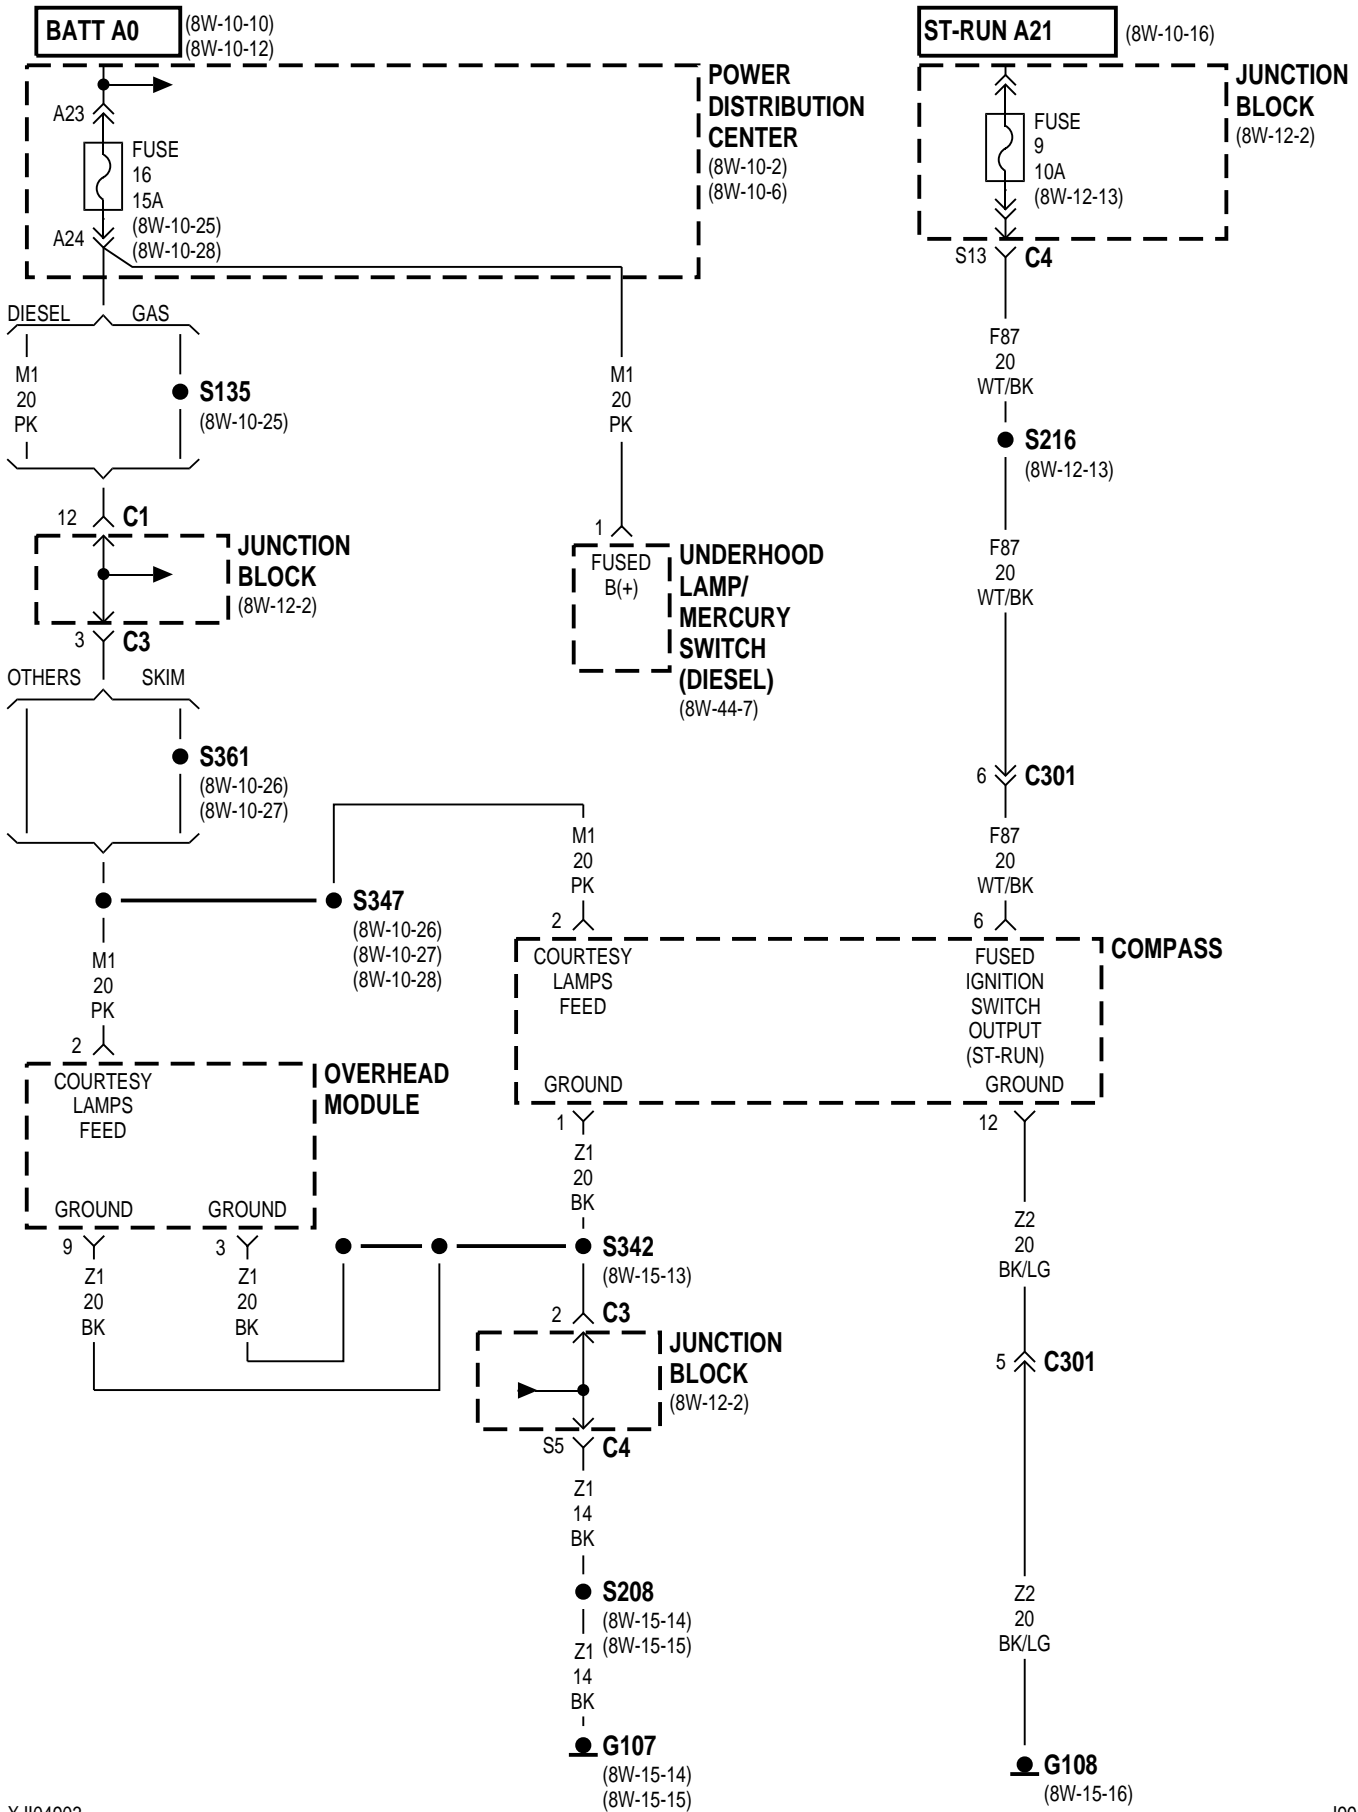 BATT A0
(8W-10-10)
(8W-10-12)
ST-RUN A21
(8W-10-16)
POWER
DISTRIBUTION
CENTER
(8W-10-2)
(8W-10-6)
A23
FUSE
16
15A
(8W-10-25)
(8W-10-28)
A24
JUNCTION
BLOCK
(8W-12-2)
FUSE
9
10A
(8W-12-13)
S13
C4
DIESEL
GAS
M1
20
PK
S135
(8W-10-25)
M1
20
PK
F87
20
WT/BK
S216
(8W-12-13)
12
C1
JUNCTION
BLOCK
(8W-12-2)
3
C3
1
FUSED
B(+)
UNDERHOOD
LAMP/
MERCURY
SWITCH
(DIESEL)
(8W-44-7)
F87
20
WT/BK
OTHERS
SKIM
S361
(8W-10-26)
(8W-10-27)
6
C301
M1
20
PK
F87
20
WT/BK
S347
(8W-10-26)
(8W-10-27)
(8W-10-28)
2
6
COMPASS
COURTESY
LAMPS
FEED
FUSED
IGNITION
SWITCH
OUTPUT
(ST-RUN)
GROUND
GROUND
M1
20
PK
2
OVERHEAD
MODULE
COURTESY
LAMPS
FEED
GROUND
GROUND
1
12
Z1
20
BK
9
3
Z1
20
BK
Z1
20
BK
S342
(8W-15-13)
Z2
20
BK/LG
2
C3
JUNCTION
BLOCK
(8W-12-2)
5
C301
S5
C4
Z1
14
BK
S208
(8W-15-14)
(8W-15-15)
Z1
14
BK
Z2
20
BK/LG
G107
(8W-15-14)
(8W-15-15)
G108
(8W-15-16)